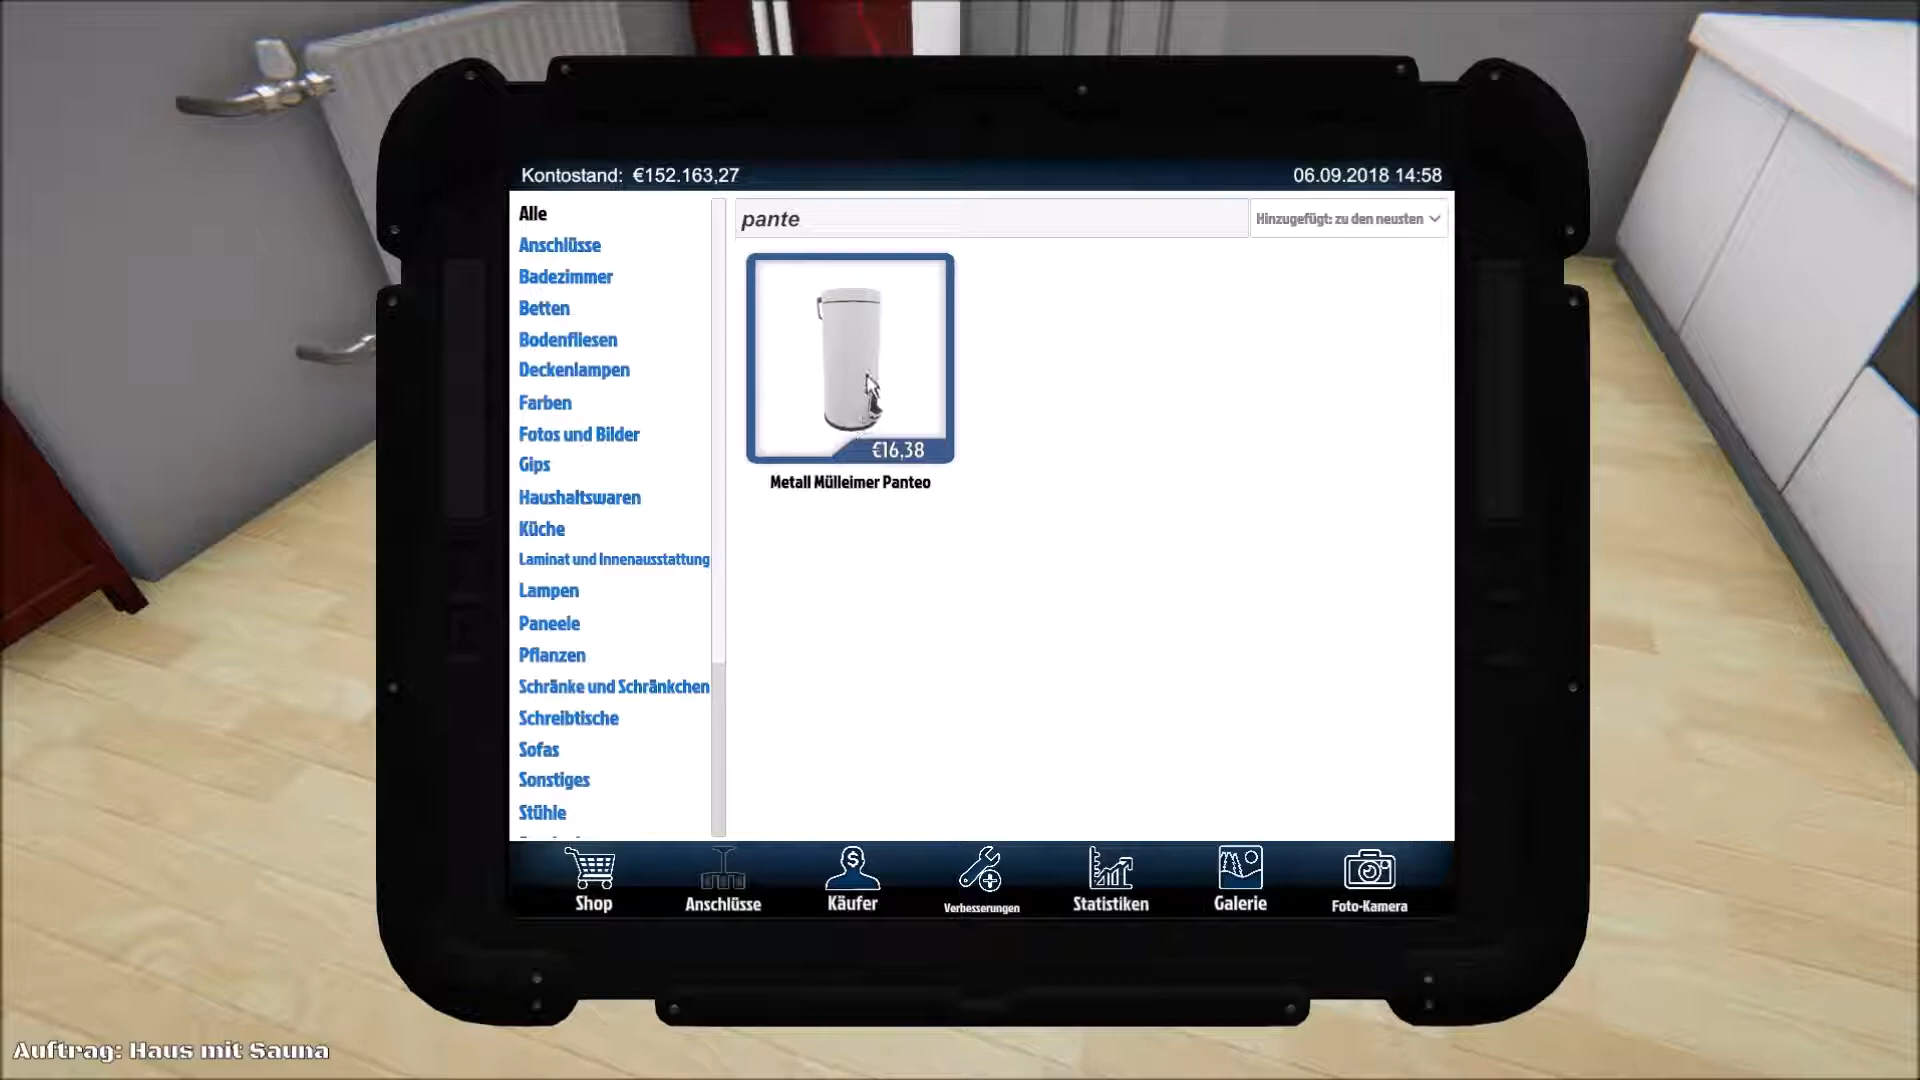 Kontostand: €152.163,27
06.09.2018 14:58
Alle
Anschlüsse
Badezimmer
Betten
Bodenfliesen
Deckenlampen
Farben
Fotos und Bilder
Gips
Haushaltswaren
Küche
Laminat und Innenausstattung
Lampen
Paneele
Pflanzen
Schränke und Schränkchen
Schreibtische
Sofas
Sonstiges
Stühle
pante
Hinzugefügt: zu den neusten
€16,38
Metall Mülleimer Panteo
Shop
Anschlüsse
Käufer
Verbesserungen
Statistiken
Galerie
Foto-Kamera
Auftrag: Haus mit Sauna